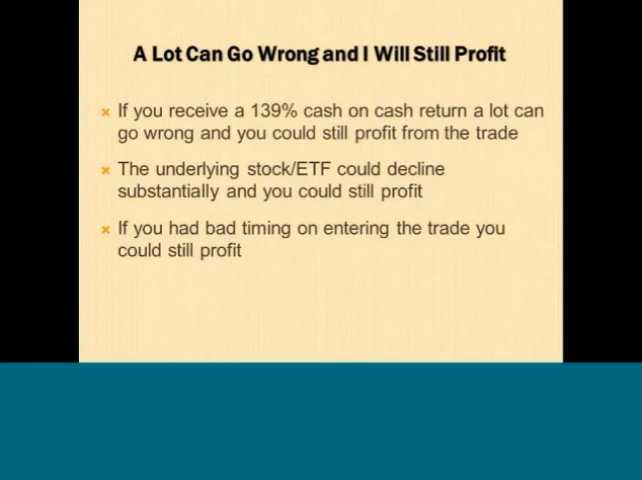 A Lot Can Go Wrong and I Will Still Profit
If you receive a 139% cash on cash return a lot can
go wrong and you could still profit from the trade
The underlying stock/ETF could decline
substantially and you could still profit
If you had bad timing on entering the trade you
could still profit